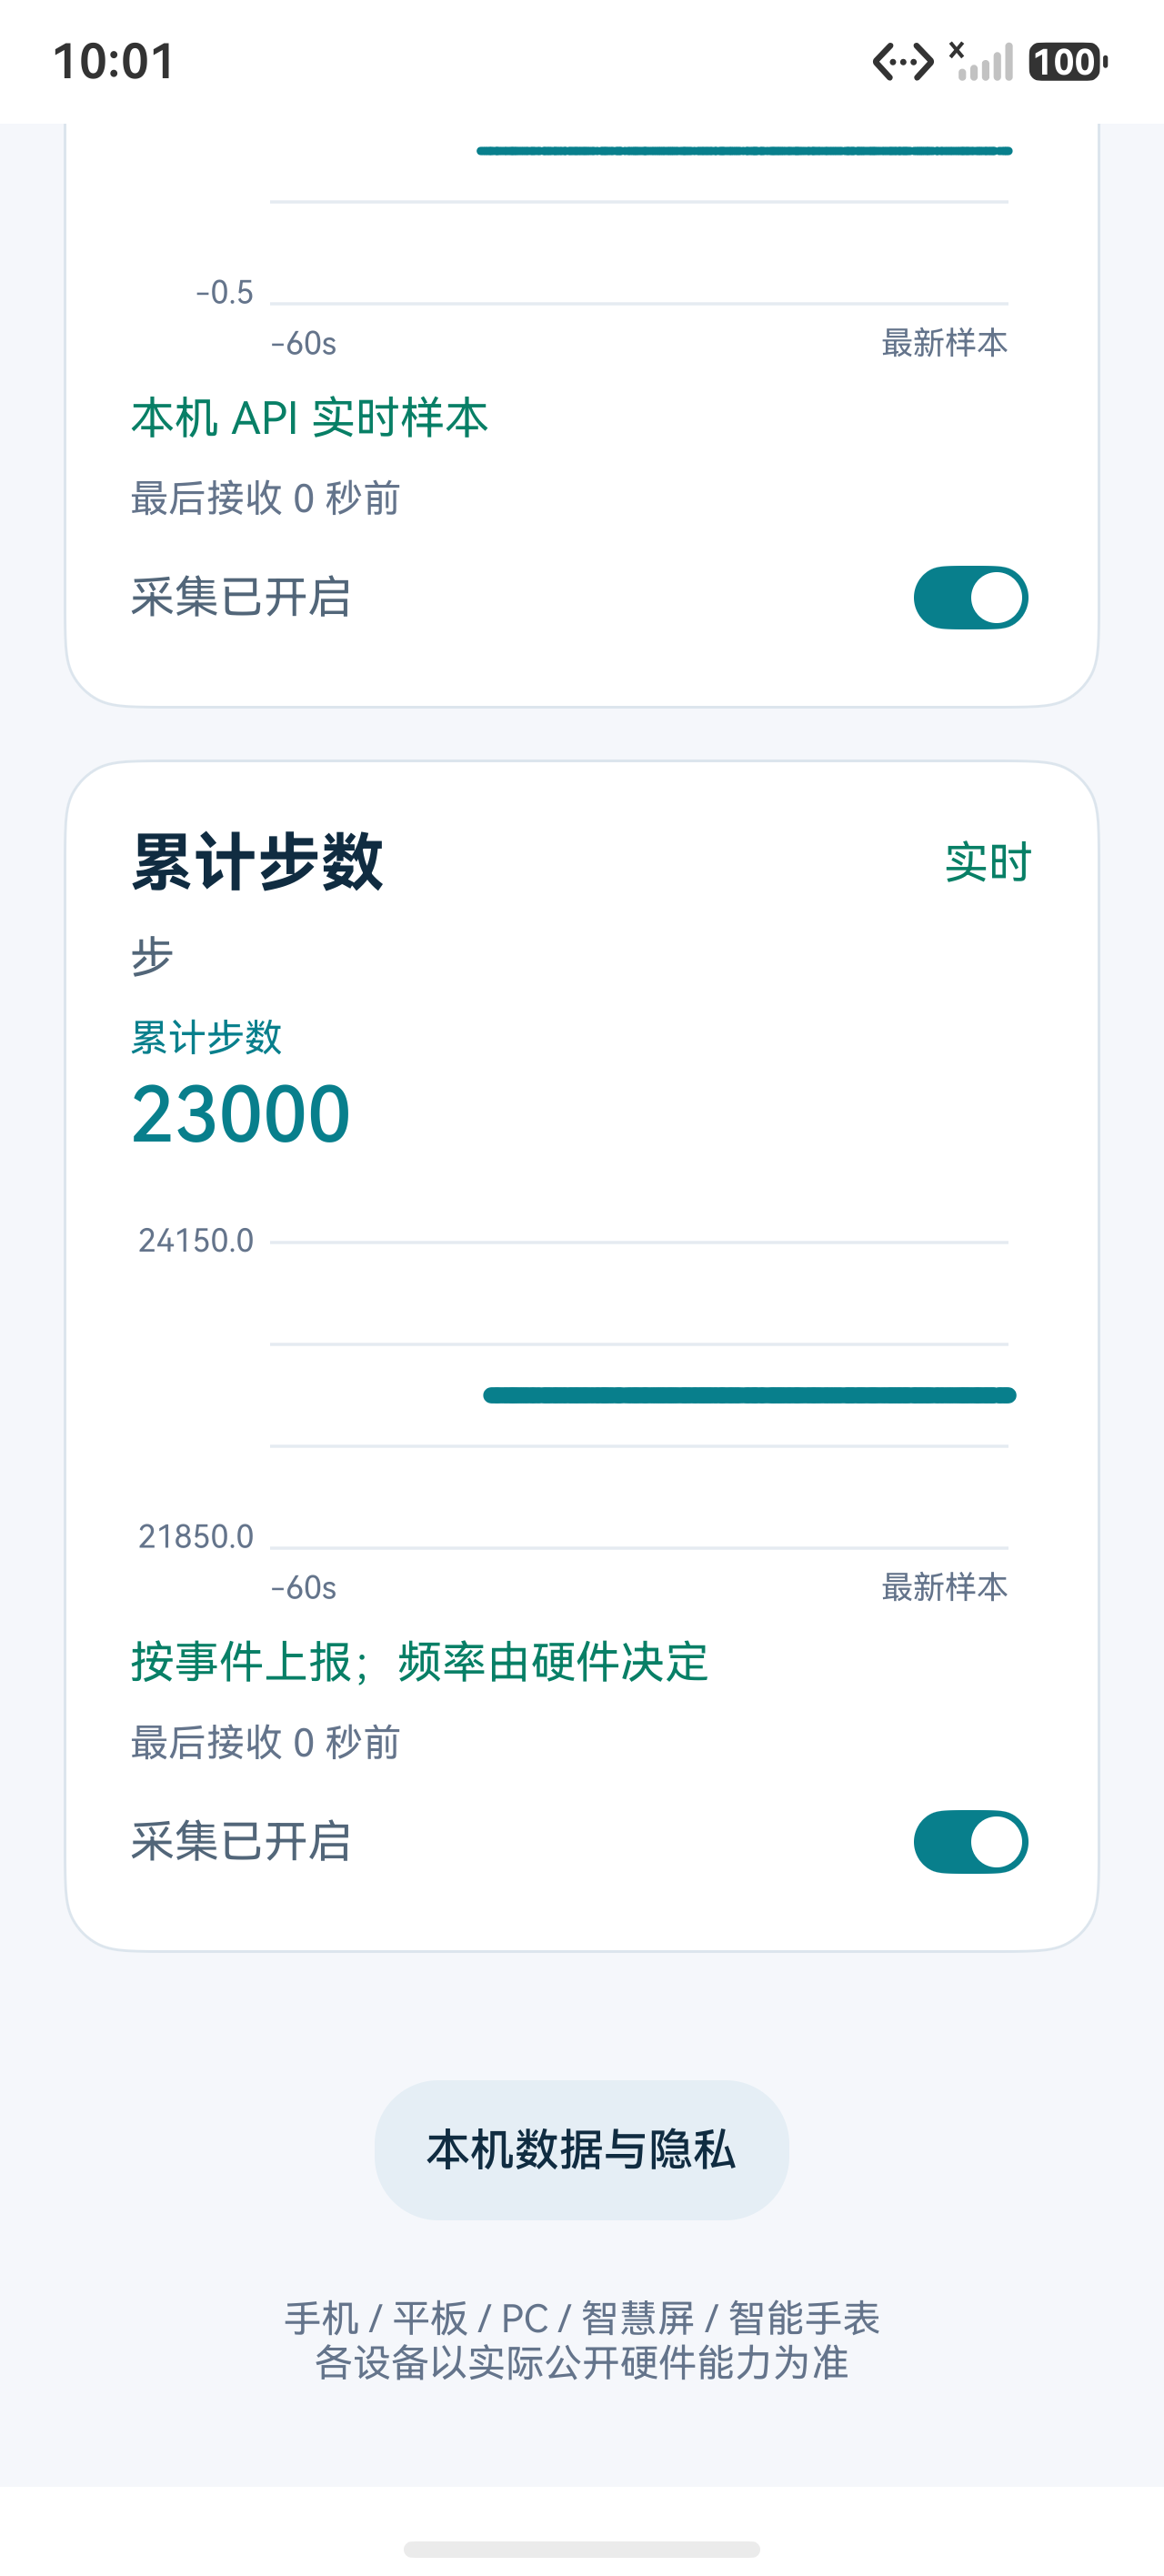 10:01
100
-0.5
-60s 最新样本
本机 API 实时样本
最后接收 0 秒前
采集已开启
累计步数 实时
步
累计步数
23000
24150.0
21850.0
-60s 最新样本
按事件上报；频率由硬件决定
最后接收 0 秒前
采集已开启
本机数据与隐私
手机 / 平板 / PC / 智慧屏 / 智能手表
各设备以实际公开硬件能力为准